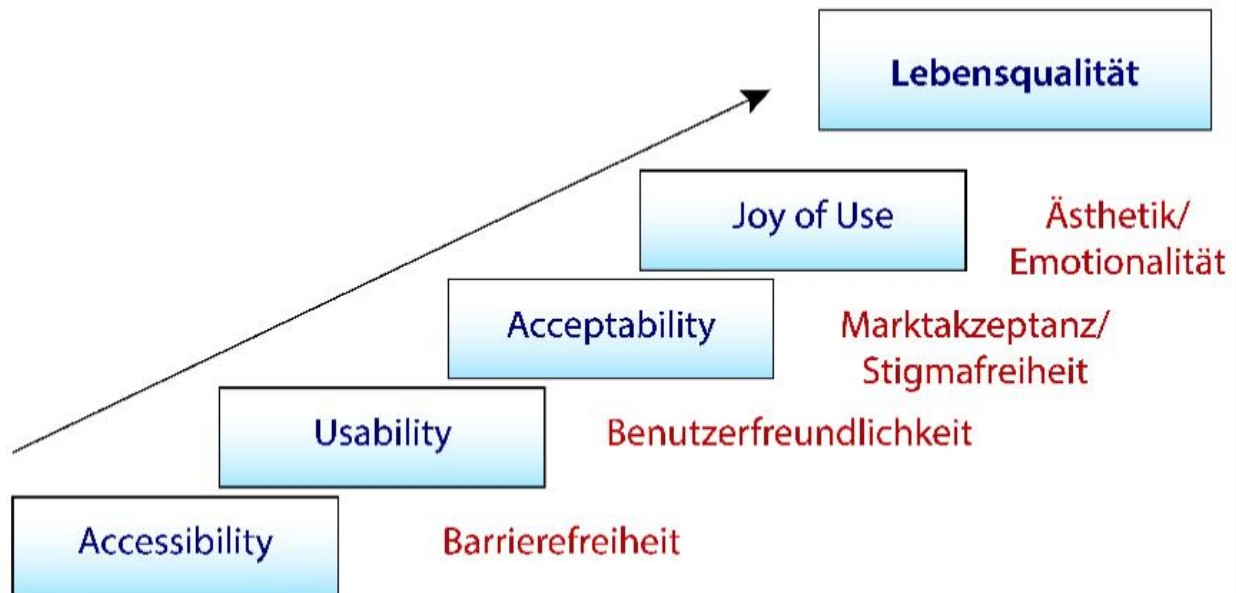 Lebensqualität
Joy of Use
Ästhetik/
Emotionalität
Acceptability
Marktakzeptanz/
Stigmafreiheit
Usability
Benutzerfreundlichkeit
Accessibility
Barrierefreiheit